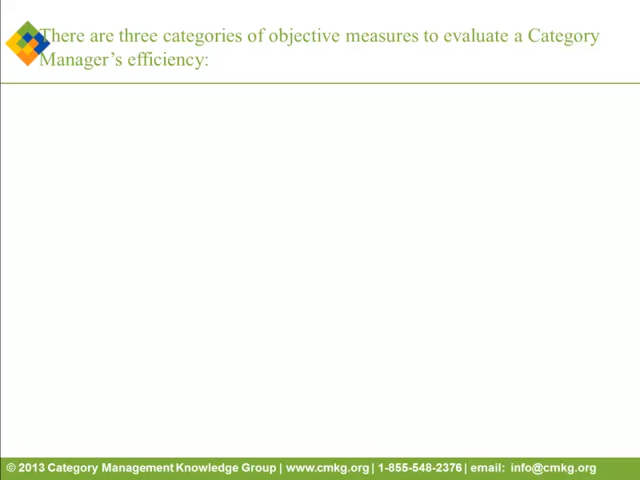 There are three categories of objective measures to evaluate a Category
Manager’s efficiency:
© 2013 Category Management Knowledge Group | www.cmkg.org | 1-855-548-2376 | email: info@cmkg.org